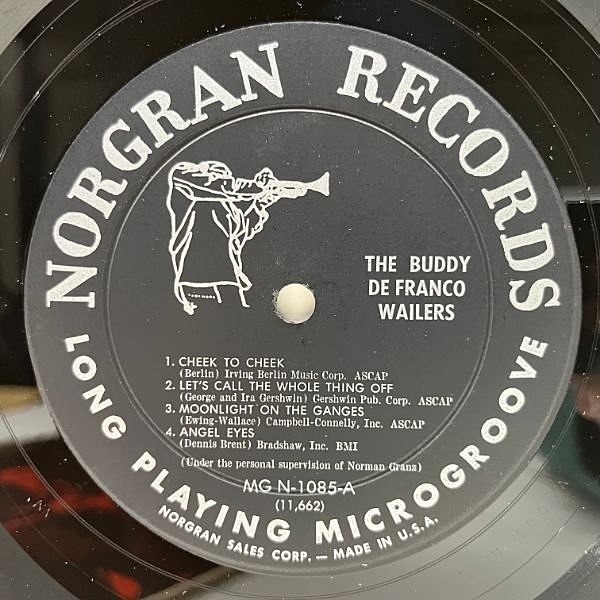 NORGRAN RECORDS
THE BUDDY
DE FRANCO
WAILERS
1. CHEEK TO CHEEK
(Berlin) Irving Berlin Music Corp. ASCAP
2. LET'S CALL THE WHOLE THING OFF
(George and Ira Gershwin) Gershwin Pub. Corp. ASCAP
3. MOONLIGHT ON THE GANGES
(Ewing-Wallace) Campbell-Connelly, Inc. ASCAP
4. ANGEL EYES
(Dennis Brent) Bradshaw, Inc. BMI
(Under the personal supervision of Norman Granz)
MG N-1085-A
(11,662)
LONG PLAYING MICROGROOVE
NORGRAN SALES CORP. — MADE IN U.S.A.